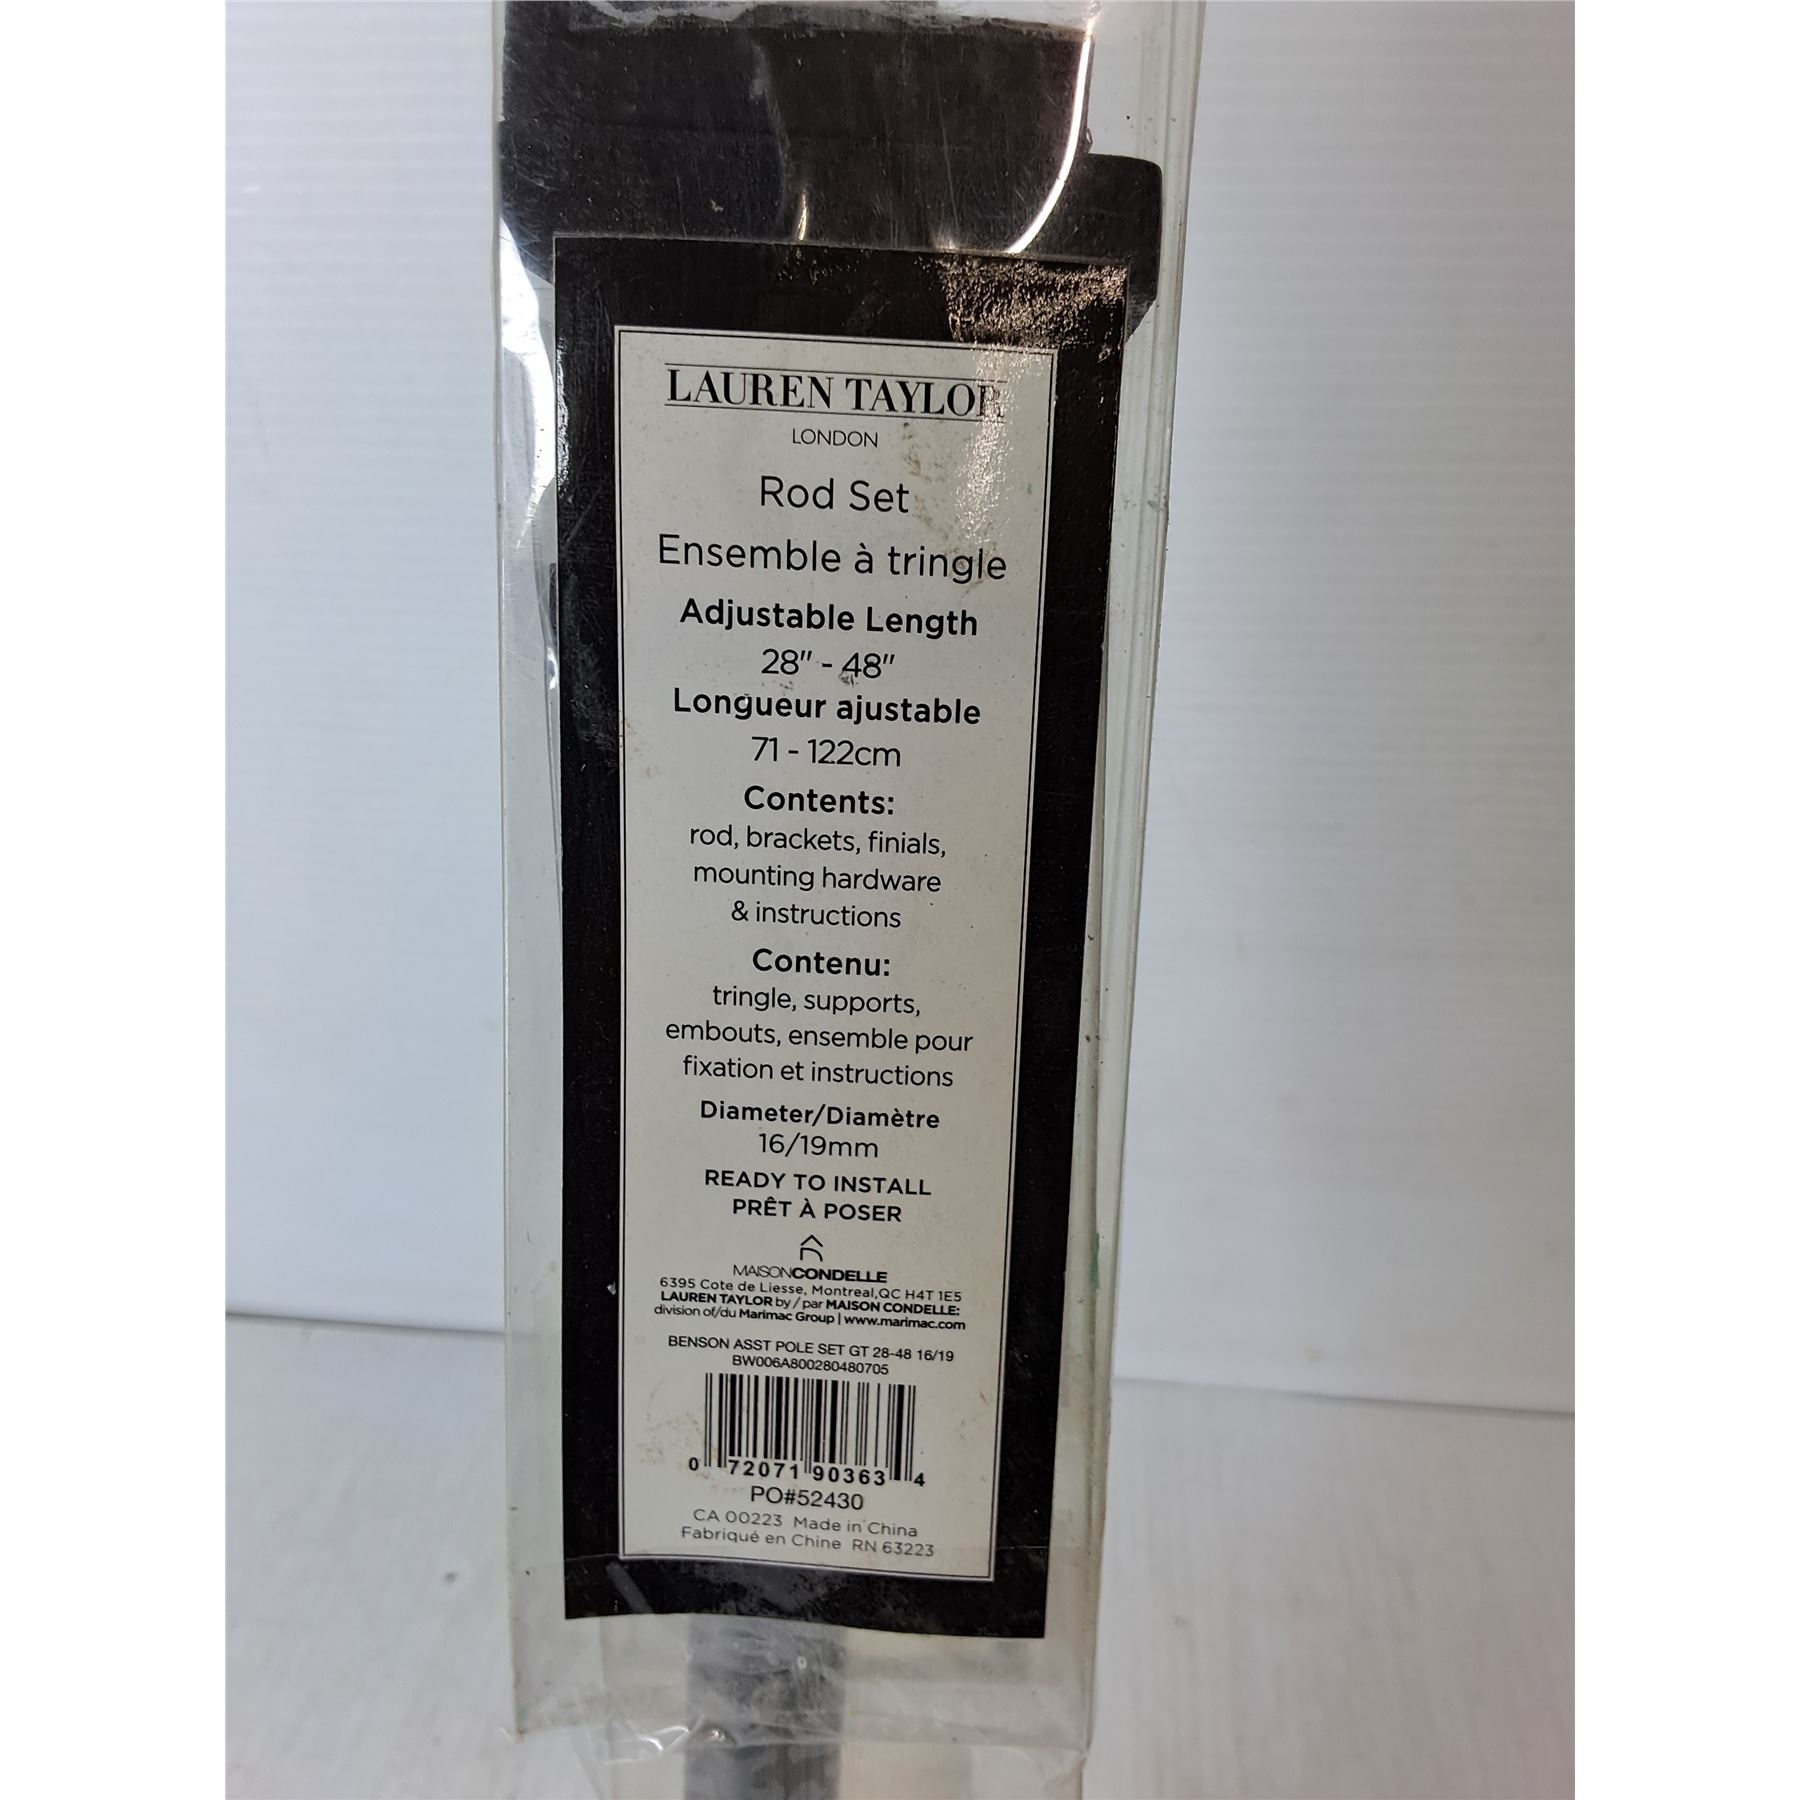 LAUREN TAYLOR
LONDON
Rod Set
Ensemble à tringle
Adjustable Length
28" - 48"
Longueur ajustable
71 - 122cm
Contents:
rod, brackets, finials,
mounting hardware
& instructions
Contenu:
tringle, supports,
embouts, ensemble pour
fixation et instructions
Diameter/Diamètre
16/19mm
READY TO INSTALL
PRÊT À POSER
MAISONCONDELLE
6395 Cote de Liesse, Montreal,QC H4T 1E5
LAUREN TAYLOR by / par MAISON CONDELLE:
division of/du Marimac Group | www.marimac.com
BENSON ASST POLE SET GT 28-48 16/19
BW006A800280480705
0 72071 90363 4
PO#52430
CA 00223 Made in China
Fabriqué en Chine RN 63223